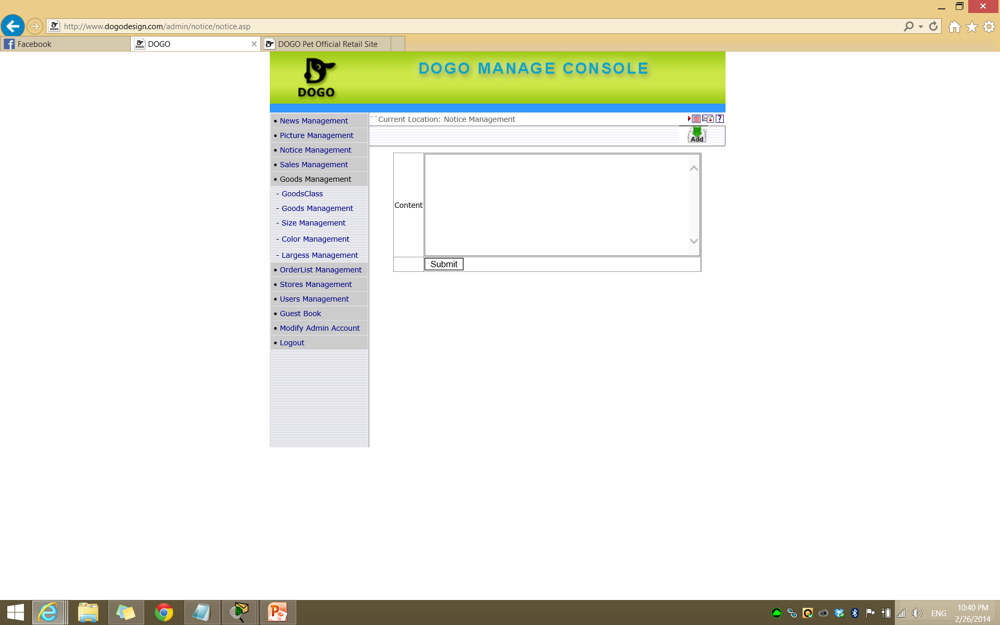 http://www.dogodesign.com/admin/notice/notice.asp
Facebook
DOGO
DOGO Pet Official Retail Site
DOGO
DOGO MANAGE CONSOLE
• News Management
• Picture Management
• Notice Management
• Sales Management
• Goods Management
- GoodsClass
- Goods Management
- Size Management
- Color Management
- Largess Management
• OrderList Management
• Stores Management
• Users Management
• Guest Book
• Modify Admin Account
• Logout
Current Location: Notice Management
Add
Content
Submit
ENG
10:40 PM
2/26/2014